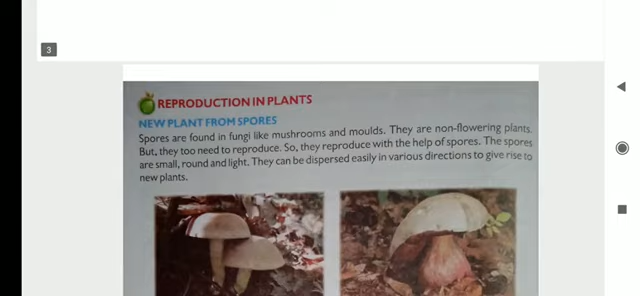 3
REPRODUCTION IN PLANTS
NEW PLANT FROM SPORES
Spores are found in fungi like mushrooms and moulds. They are non-flowering plants.
But, they too need to reproduce. So, they reproduce with the help of spores. The spores
are small, round and light. They can be dispersed easily in various directions to give rise to
new plants.